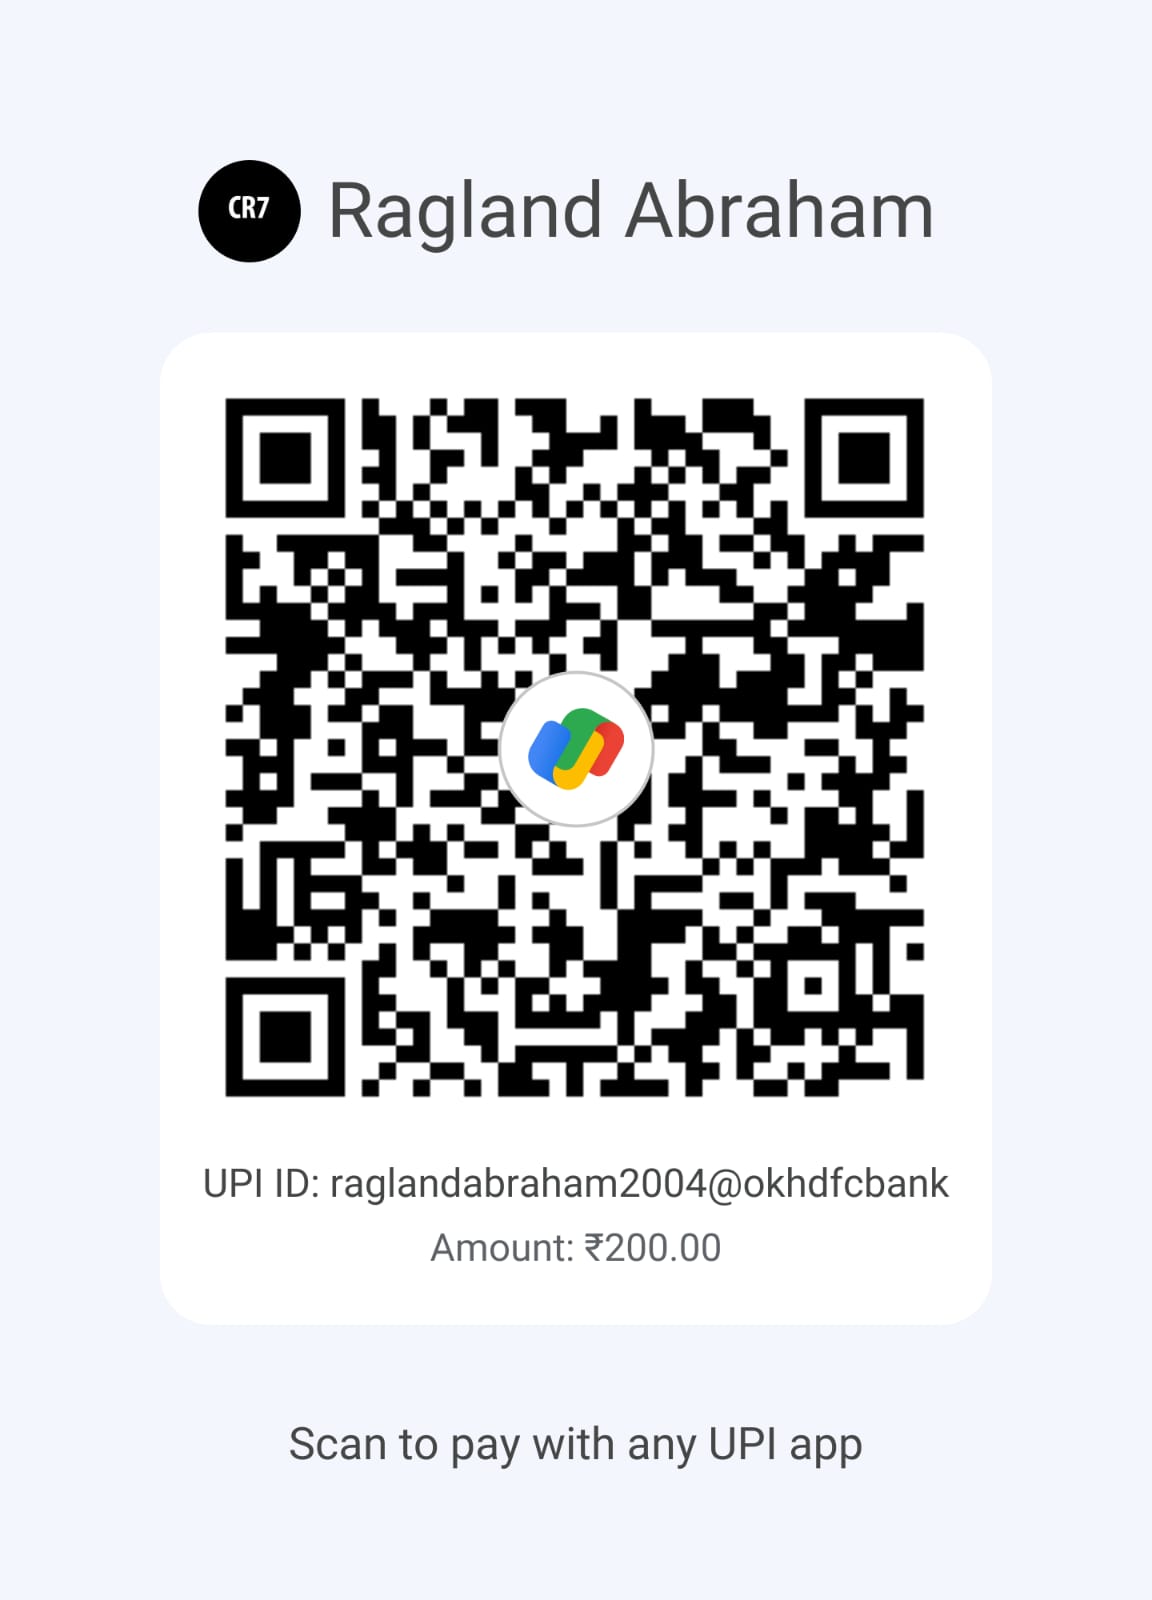 CR7
Ragland Abraham
UPI ID: raglandabraham2004@okhdfcbank
Amount: ₹200.00
Scan to pay with any UPI app